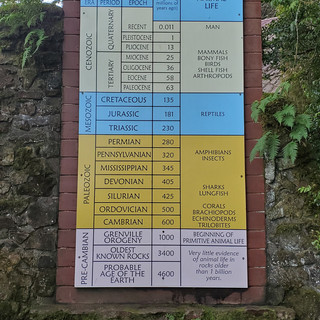 ERA PERIOD EPOCH (millions of years ago) LIFE
CENOZOIC
QUATERNARY
RECENT 0.011 MAN
PLEISTOCENE 1
PLIOCENE 13
TERTIARY
MIOCENE 25
OLIGOCENE 36
EOCENE 58
PALEOCENE 63
MAMMALS
BONY FISH
BIRDS
SHELL FISH
ARTHROPODS
MESOZOIC
CRETACEOUS 135
JURASSIC 181 REPTILES
TRIASSIC 230
PALEOZOIC
PERMIAN 280
PENNSYLVANIAN 320
MISSISSIPPIAN 345
DEVONIAN 405
SILURIAN 425
ORDOVICIAN 500
CAMBRIAN 600
AMPHIBIANS
INSECTS
SHARKS
LUNGFISH
CORALS
BRACHIOPODS
ECHINODERMS
TRILOBITES
PRE-CAMBIAN
GRENVILLE
OROGENY 1000
BEGINNING OF
PRIMITIVE ANIMAL LIFE
OLDEST
KNOWN ROCKS 3400
PROBABLE
AGE OF THE
EARTH 4600
Very little evidence
of animal life in
rocks older
than 1 billion
years.